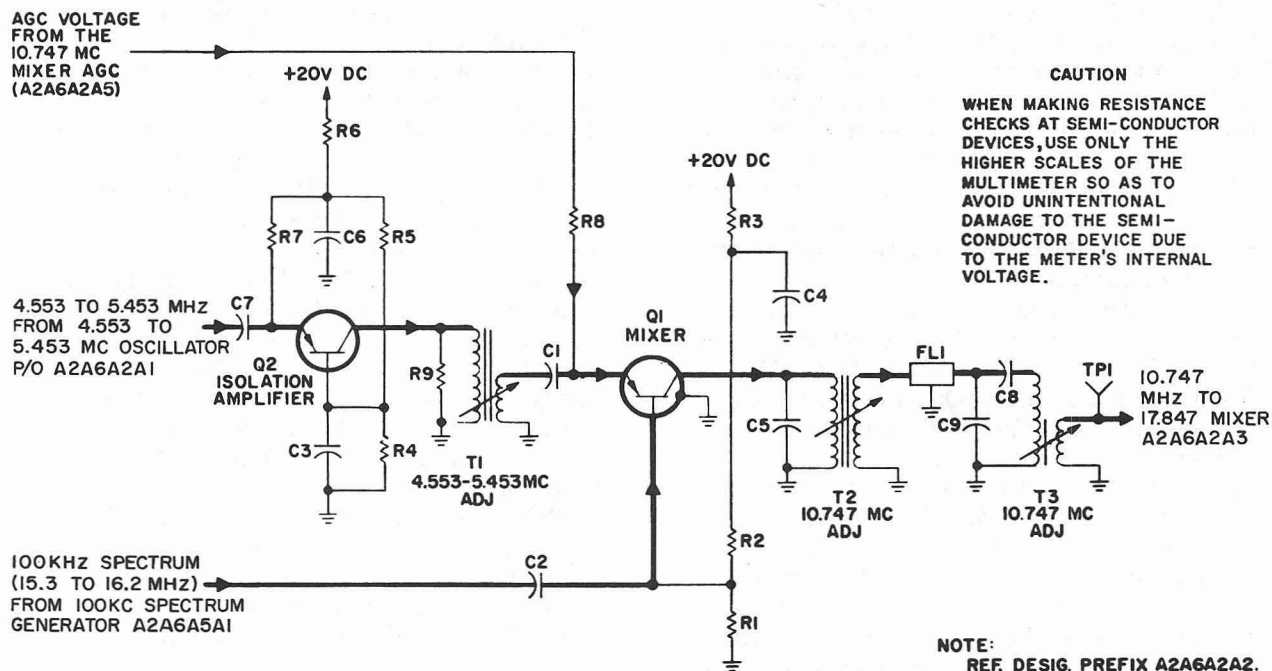 AGC VOLTAGE
FROM THE
10.747 MC
MIXER AGC
(A2A6A2A5)
+20V DC
R6
R7
C6
R5
R8
+20V DC
R3
C4
CAUTION
WHEN MAKING RESISTANCE
CHECKS AT SEMI-CONDUCTOR
DEVICES, USE ONLY THE
HIGHER SCALES OF THE
MULTIMETER SO AS TO
AVOID UNINTENTIONAL
DAMAGE TO THE SEMI-
CONDUCTOR DEVICE DUE
TO THE METER'S INTERNAL
VOLTAGE.
4.553 TO 5.453 MHz
FROM 4.553 TO
5.453 MC OSCILLATOR
P/O A2A6A2A1
C7
Q2
ISOLATION
AMPLIFIER
C3
R4
R9
T1
4.553-5.453MC
ADJ
C1
Q1
MIXER
C5
T2
10.747 MC
ADJ
FL1
C9
C8
T3
10.747 MC
ADJ
TP1
10.747
MHz TO
17.847 MIXER
A2A6A2A3
100KHz SPECTRUM
(15.3 TO 16.2 MHz)
FROM 100KC SPECTRUM
GENERATOR A2A6A5A1
C2
R2
R1
NOTE:
REF. DESIG. PREFIX A2A6A2A2.